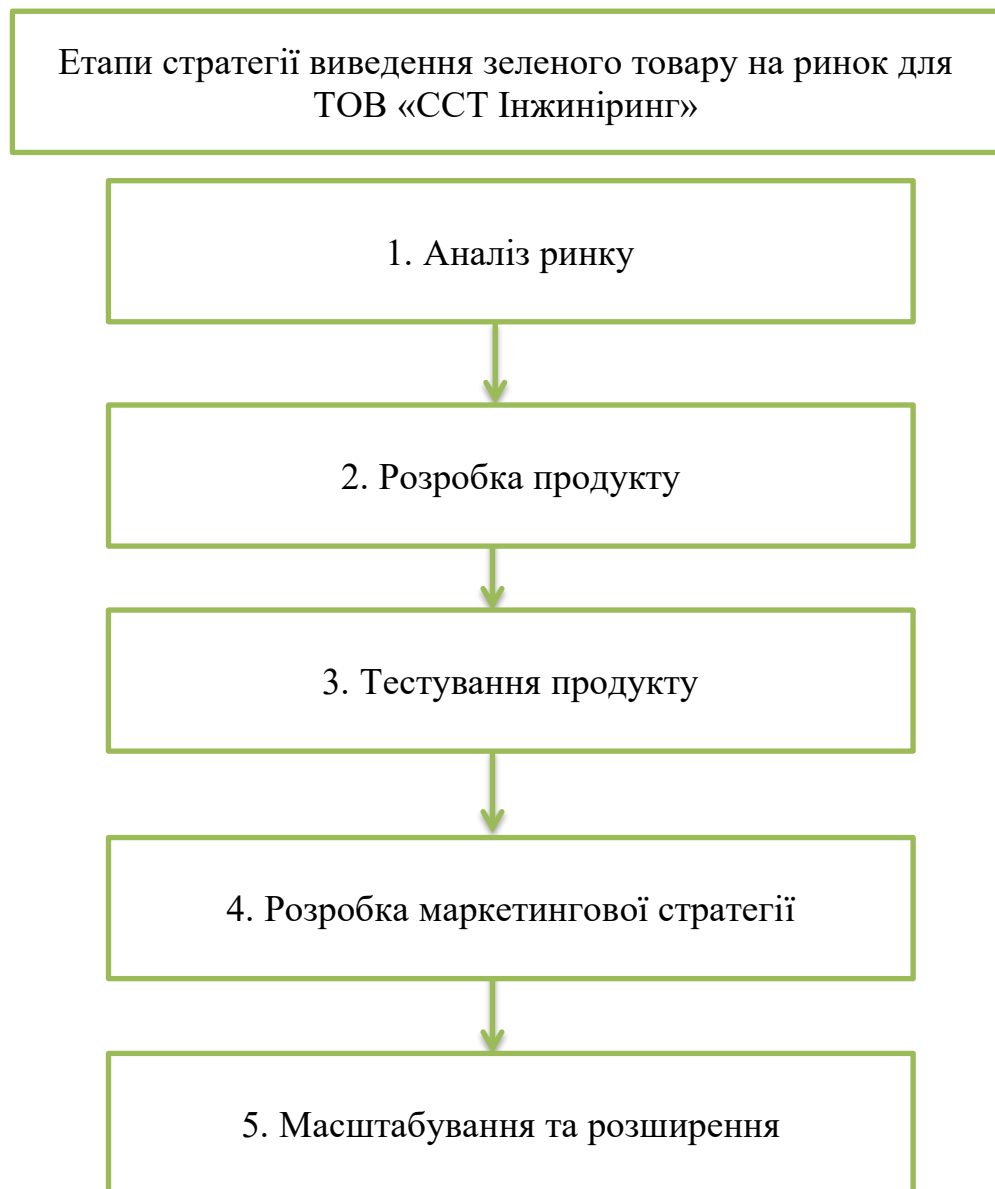 Етапи стратегії виведення зеленого товару на ринок для
ТОВ «ССТ Інжиніринг»
1. Аналіз ринку
2. Розробка продукту
3. Тестування продукту
4. Розробка маркетингової стратегії
5. Масштабування та розширення